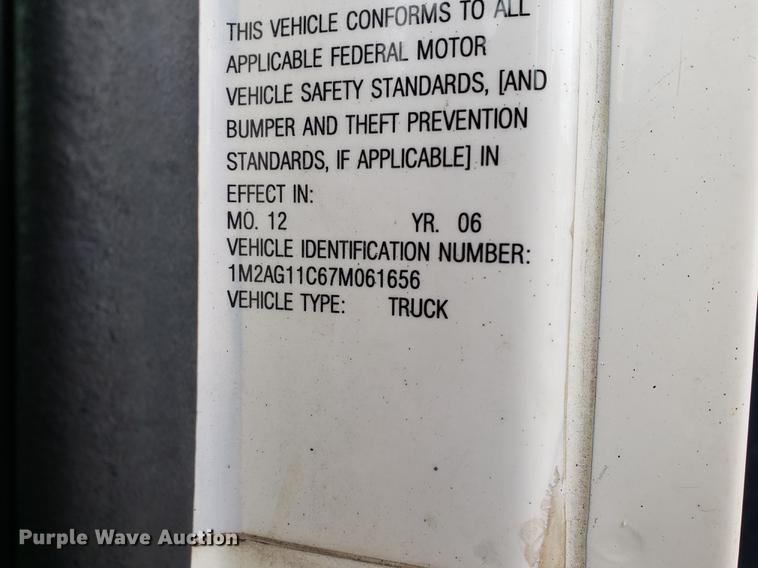 THIS VEHICLE CONFORMS TO ALL
APPLICABLE FEDERAL MOTOR
VEHICLE SAFETY STANDARDS, [AND
BUMPER AND THEFT PREVENTION
STANDARDS, IF APPLICABLE] IN
EFFECT IN:
MO. 12 YR. 06
VEHICLE IDENTIFICATION NUMBER:
1M2AG11C67M061656
VEHICLE TYPE: TRUCK
Purple Wave Auction